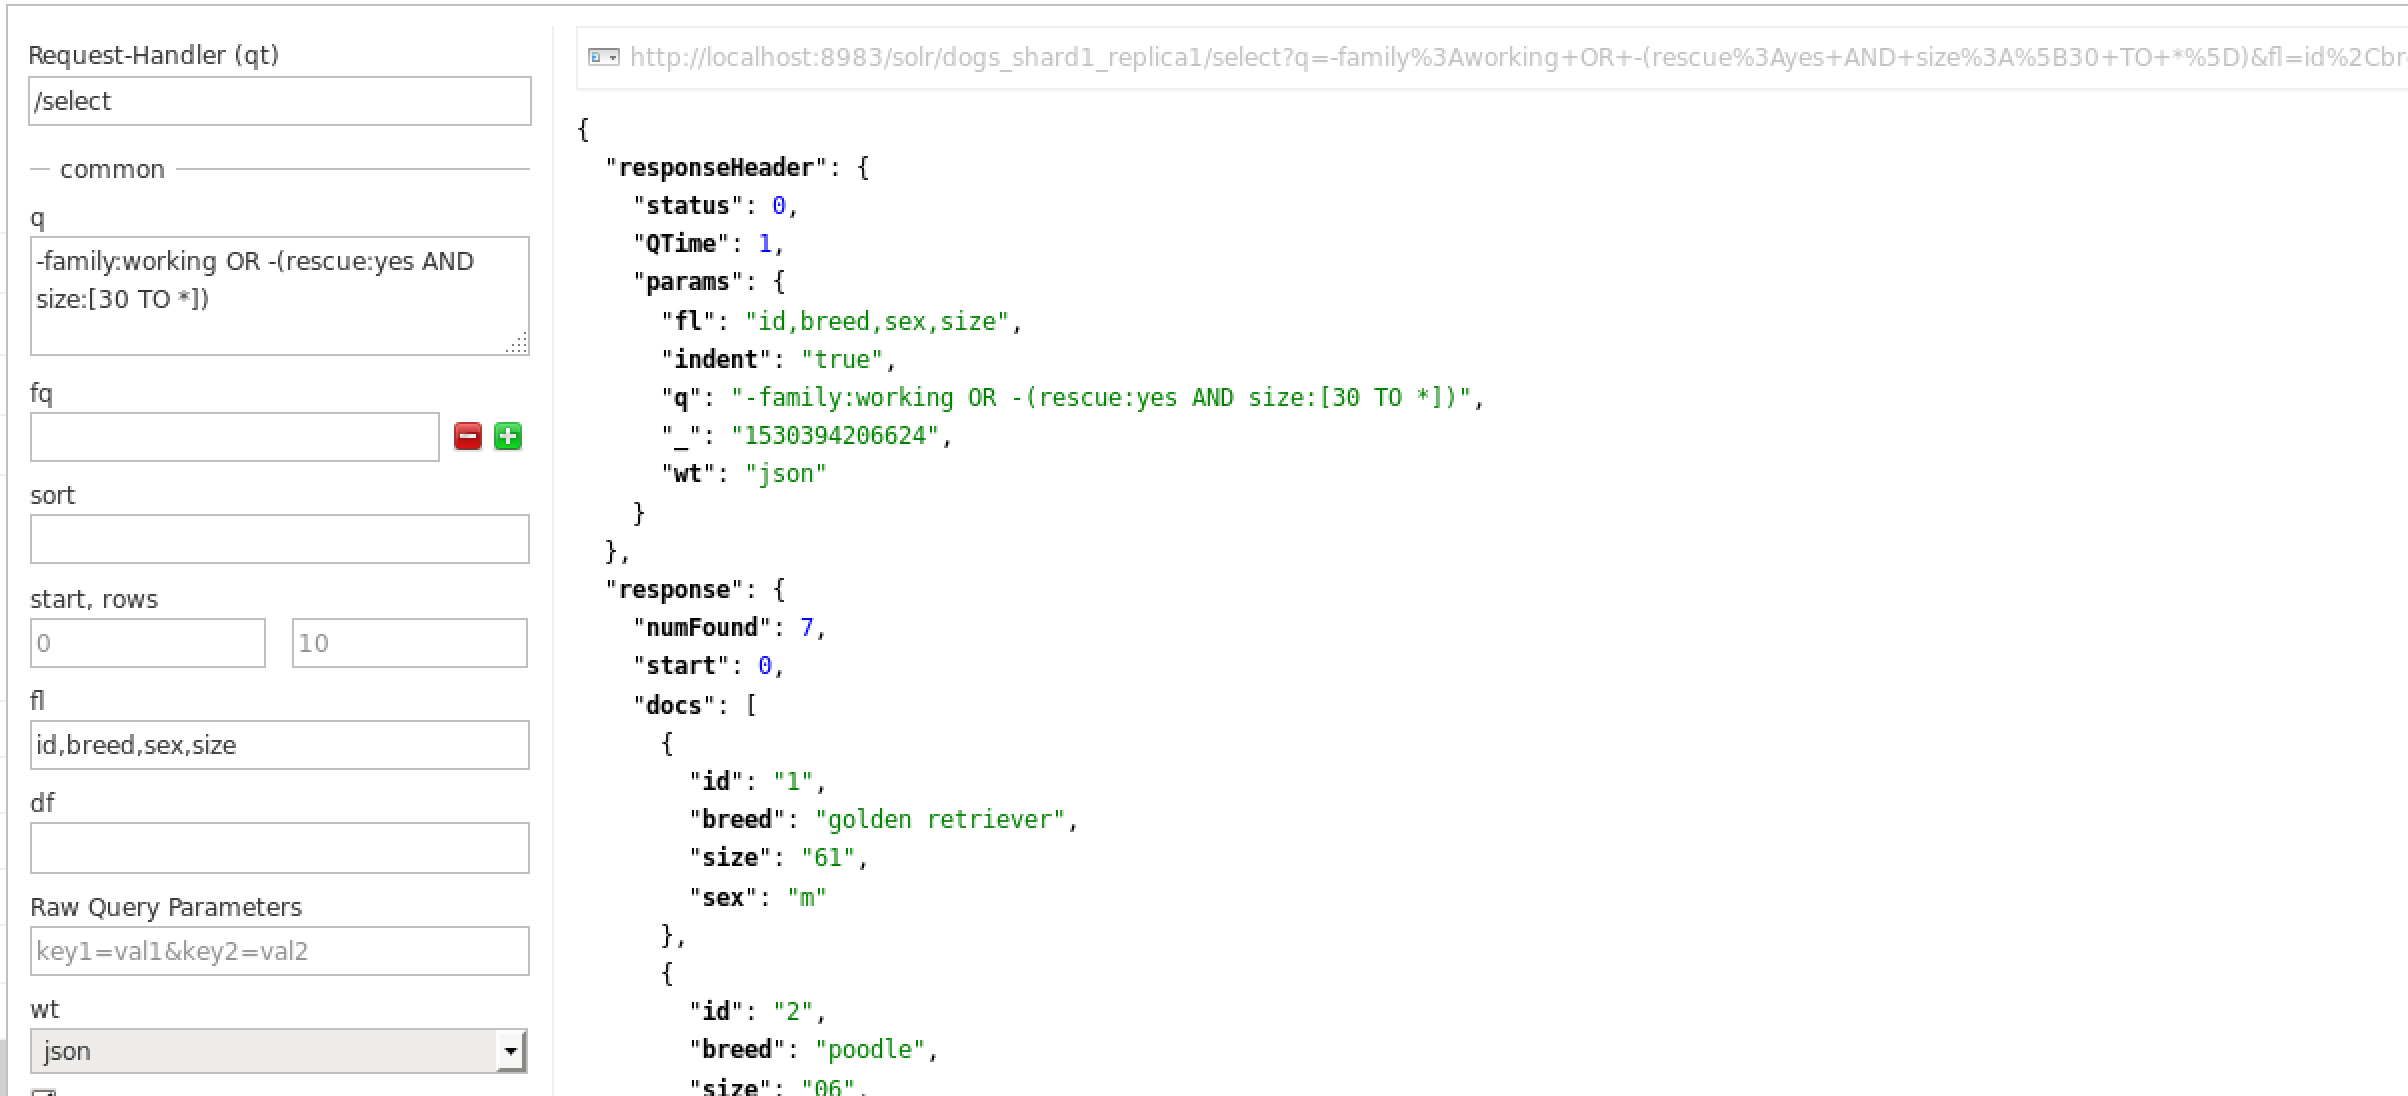 Request-Handler (qt)
/select
common
q
-family:working OR -(rescue:yes AND
size:[30 TO *])
fq
sort
start, rows
0 10
fl
id,breed,sex,size
df
Raw Query Parameters
key1=val1&key2=val2
wt
json
http://localhost:8983/solr/dogs_shard1_replica1/select?q=-family%3Aworking+OR+-(rescue%3Ayes+AND+size%3A%5B30+TO+*%5D)&fl=id%2Cbr
{
"responseHeader": {
"status": 0,
"QTime": 1,
"params": {
"fl": "id,breed,sex,size",
"indent": "true",
"q": "-family:working OR -(rescue:yes AND size:[30 TO *])",
"_": "1530394206624",
"wt": "json"
}
},
"response": {
"numFound": 7,
"start": 0,
"docs": [
{
"id": "1",
"breed": "golden retriever",
"size": "61",
"sex": "m"
},
{
"id": "2",
"breed": "poodle",
"size": "06",